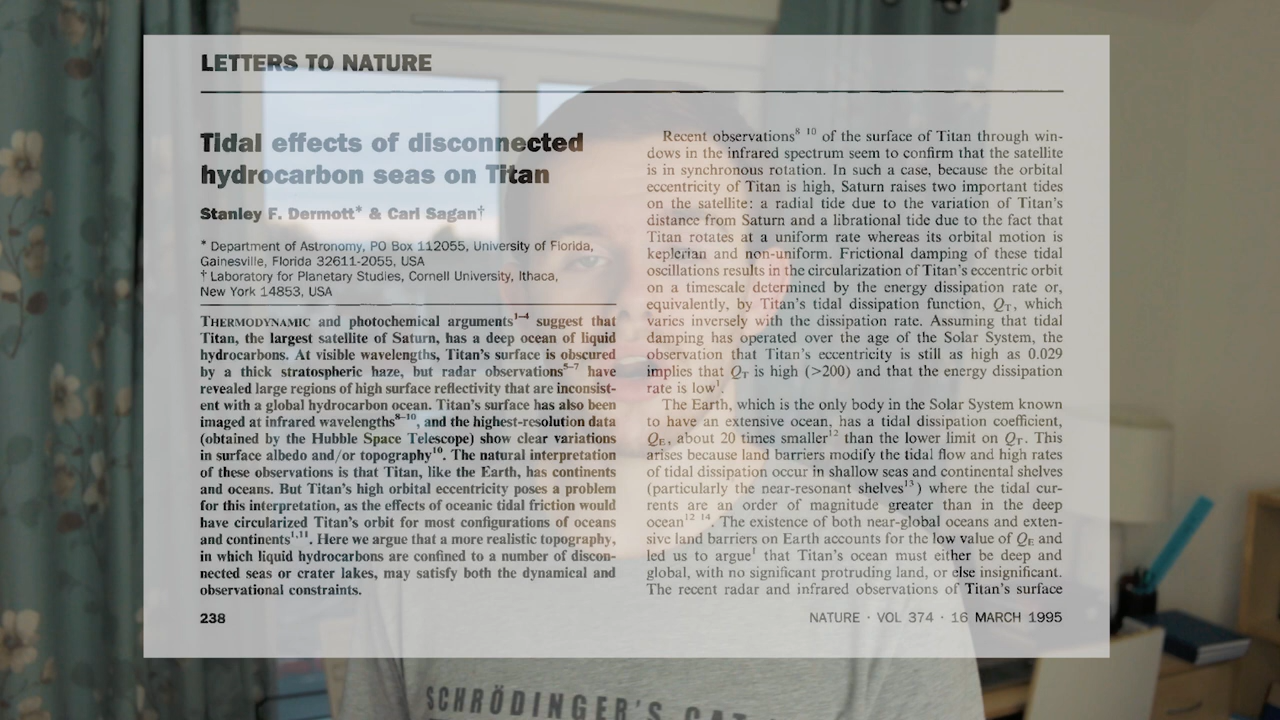 LETTERS TO NATURE
Tidal effects of disconnected
hydrocarbon seas on Titan
Stanley F. Dermott* & Carl Sagan†
* Department of Astronomy, PO Box 112055, University of Florida,
Gainesville, Florida 32611-2055, USA
† Laboratory for Planetary Studies, Cornell University, Ithaca,
New York 14853, USA
THERMODYNAMIC and photochemical arguments1–4 suggest that
Titan, the largest satellite of Saturn, has a deep ocean of liquid
hydrocarbons. At visible wavelengths, Titan's surface is obscured
by a thick stratospheric haze, but radar observations5–7 have
revealed large regions of high surface reflectivity that are inconsist-
ent with a global hydrocarbon ocean. Titan's surface has also been
imaged at infrared wavelengths8–10, and the highest-resolution data
(obtained by the Hubble Space Telescope) show clear variations
in surface albedo and/or topography10. The natural interpretation
of these observations is that Titan, like the Earth, has continents
and oceans. But Titan's high orbital eccentricity poses a problem
for this interpretation, as the effects of oceanic tidal friction would
have circularized Titan's orbit for most configurations of oceans
and continents1,11. Here we argue that a more realistic topography,
in which liquid hydrocarbons are confined to a number of discon-
nected seas or crater lakes, may satisfy both the dynamical and
observational constraints.
238
Recent observations8 10 of the surface of Titan through win-
dows in the infrared spectrum seem to confirm that the satellite
is in synchronous rotation. In such a case, because the orbital
eccentricity of Titan is high, Saturn raises two important tides
on the satellite: a radial tide due to the variation of Titan's
distance from Saturn and a librational tide due to the fact that
Titan rotates at a uniform rate whereas its orbital motion is
keplerian and non-uniform. Frictional damping of these tidal
oscillations results in the circularization of Titan's eccentric orbit
on a timescale determined by the energy dissipation rate or,
equivalently, by Titan's tidal dissipation function, QT, which
varies inversely with the dissipation rate. Assuming that tidal
damping has operated over the age of the Solar System, the
observation that Titan's eccentricity is still as high as 0.029
implies that QT is high (>200) and that the energy dissipation
rate is low1.
The Earth, which is the only body in the Solar System known
to have an extensive ocean, has a tidal dissipation coefficient,
QE, about 20 times smaller12 than the lower limit on QT. This
arises because land barriers modify the tidal flow and high rates
of tidal dissipation occur in shallow seas and continental shelves
(particularly the near-resonant shelves13) where the tidal cur-
rents are an order of magnitude greater than in the deep
ocean12 14. The existence of both near-global oceans and exten-
sive land barriers on Earth accounts for the low value of QE and
led us to argue1 that Titan's ocean must either be deep and
global, with no significant protruding land, or else insignificant.
The recent radar and infrared observations of Titan's surface
NATURE · VOL 374 · 16 MARCH 1995
SCHRÖDINGER'S CAT